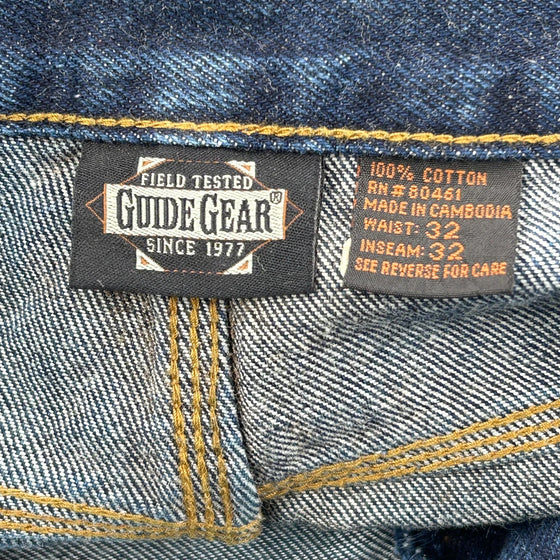 FIELD TESTED
GUIDE GEAR®
SINCE 1977
100% COTTON
RN#80461
MADE IN CAMBODIA
WAIST: 32
INSEAM: 32
SEE REVERSE FOR CARE